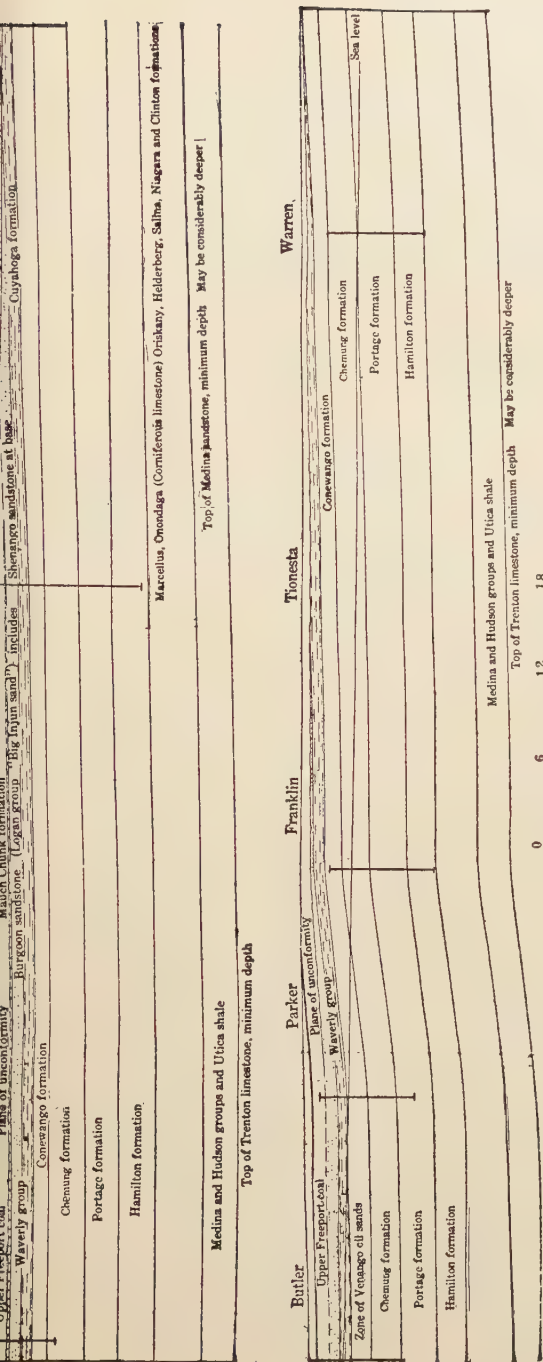 Upper Freeport coal
Plane of unconformity
Mauch Chunk formation
Waverly group
Burgoon sandstone (Logan group "Big Injun sand") includes Shenango sandstone at base
Cuyahoga formation
Conewango formation
Chemung formation
Portage formation
Hamilton formation
Marcellus, Onondaga (Corniferous limestone) Oriskany, Helderberg, Salina, Niagara and Clinton formations
Top of Medina sandstone, minimum depth May be considerably deeper
Medina and Hudson groups and Utica shale
Top of Trenton limestone, minimum depth
Butler
Parker
Franklin
Tionesta
Warren
Upper Freeport coal
Plane of unconformity
Waverly group
Conewango formation
Sea level
Zone of Venango oil sands
Chemung formation
Chemung formation
Portage formation
Portage formation
Hamilton formation
Hamilton formation
Medina and Hudson groups and Utica shale
Top of Trenton limestone, minimum depth May be considerably deeper
0 6 12 18